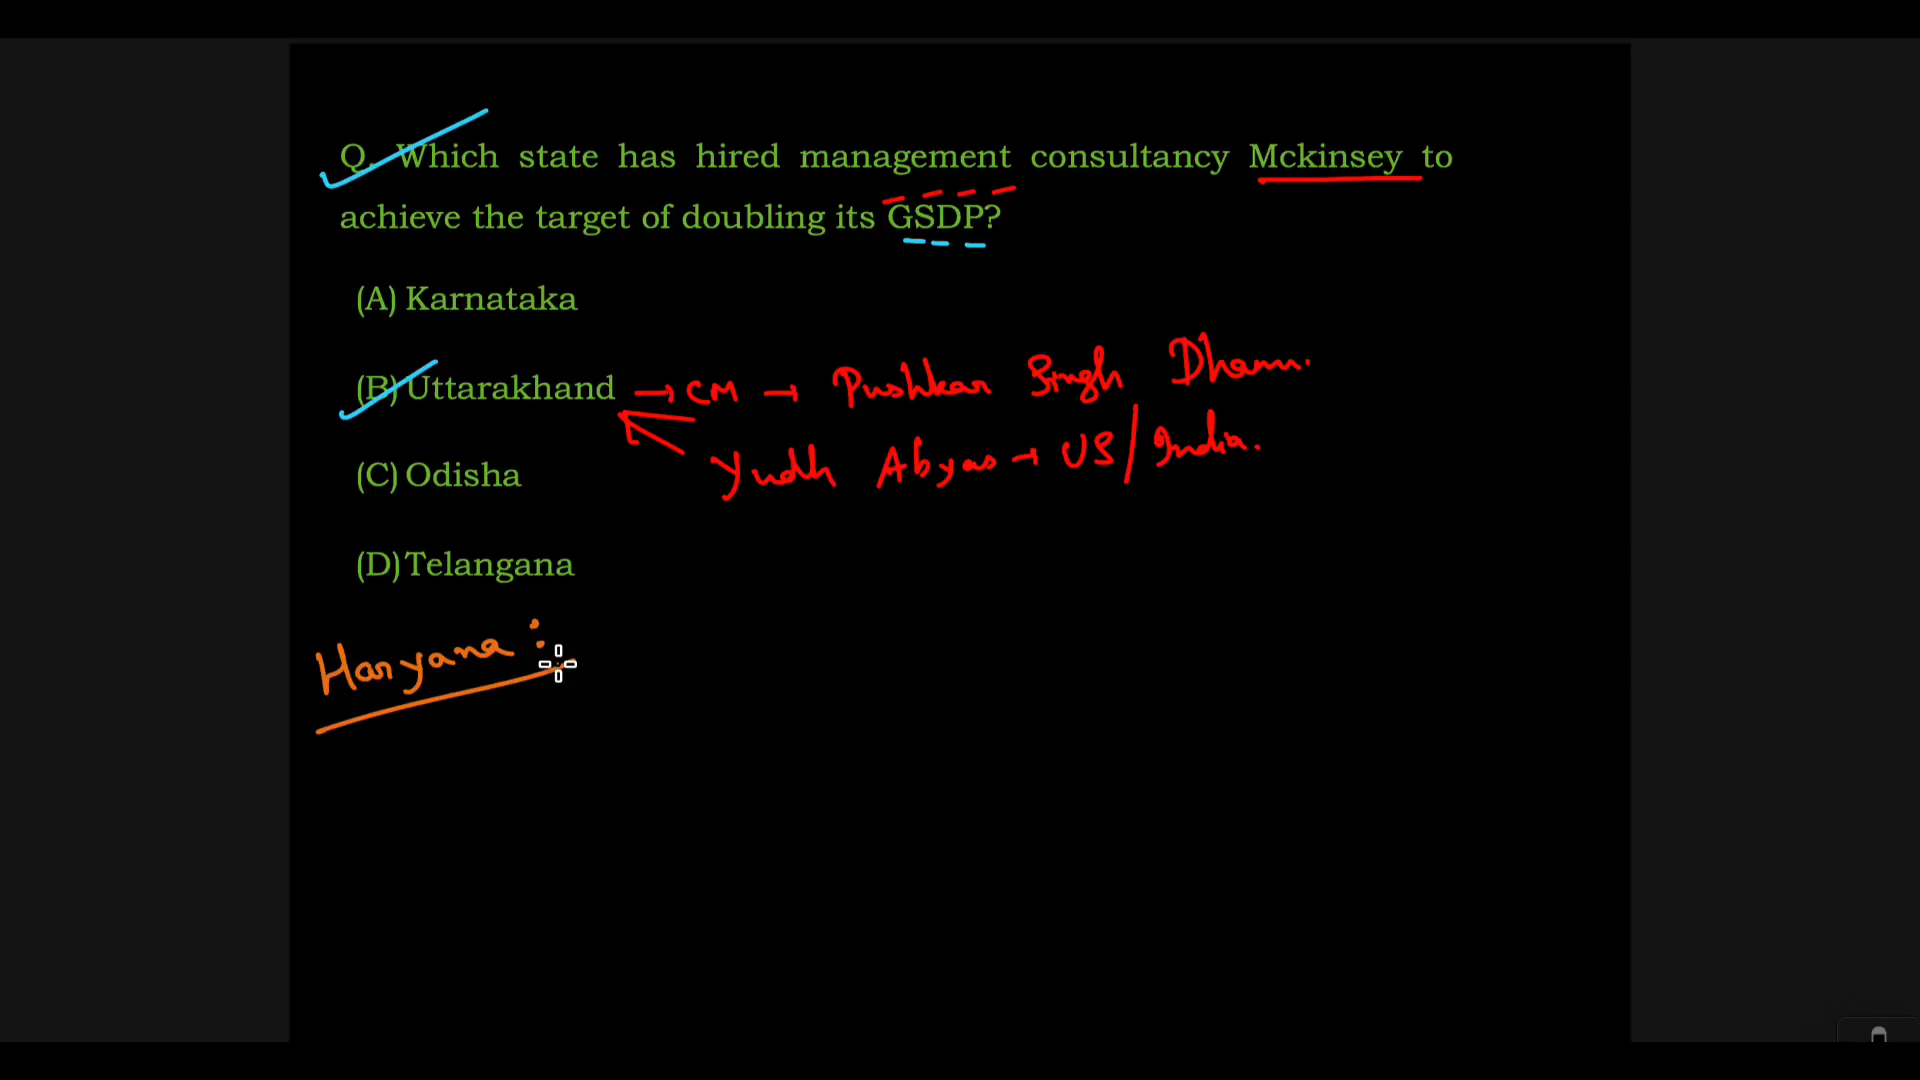 Q. Which state has hired management consultancy Mckinsey to
achieve the target of doubling its GSDP?
(A) Karnataka
(B) Uttarakhand → CM → Pushkar Singh Dhami.
Yudh Abyas → US/India.
(C) Odisha
(D) Telangana
Haryana :